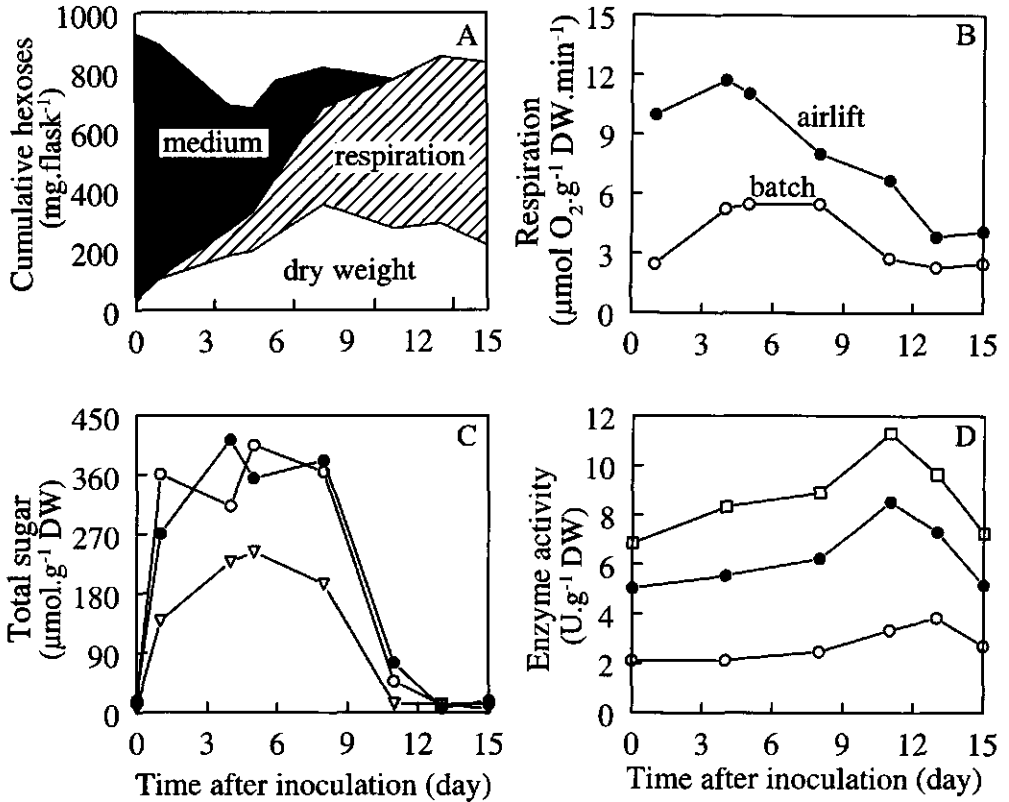 A
Cumulative hexoses
(mg.flask⁻¹)
1000
800
600
400
200
0
medium
respiration
dry weight
0 3 6 9 12 15
B
Respiration
(µmol O₂.g⁻¹ DW.min⁻¹)
15
12
9
6
3
0
airlift
batch
0 3 6 9 12 15
C
Total sugar
(µmol.g⁻¹ DW)
450
360
270
180
90
0
0 3 6 9 12 15
Time after inoculation (day)
D
Enzyme activity
(U.g⁻¹ DW)
12
10
8
6
4
2
0
0 3 6 9 12 15
Time after inoculation (day)